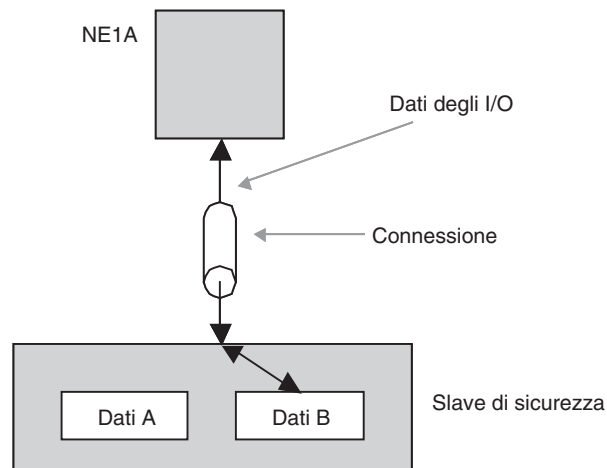 NE1A
Dati degli I/O
Connessione
Slave di sicurezza
Dati A
Dati B